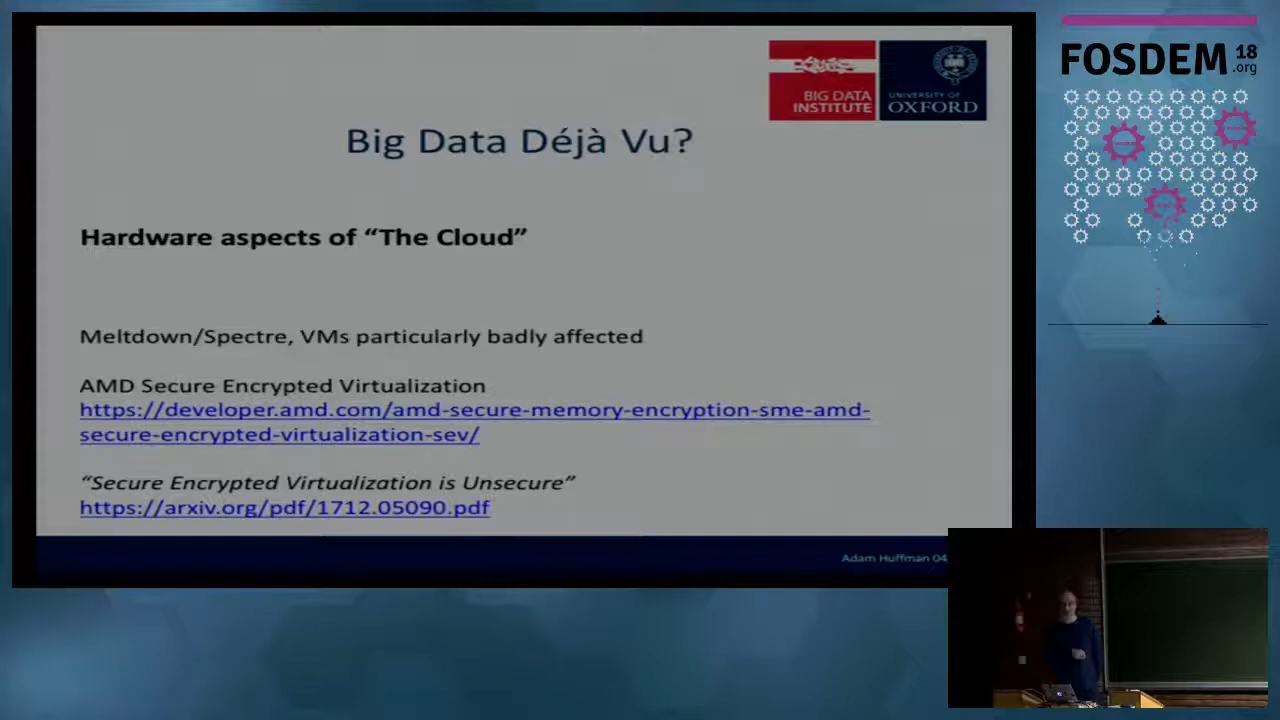 BIG DATA
INSTITUTE
UNIVERSITY OF
OXFORD
Big Data Déjà Vu?
Hardware aspects of “The Cloud”
Meltdown/Spectre, VMs particularly badly affected
AMD Secure Encrypted Virtualization
https://developer.amd.com/amd-secure-memory-encryption-sme-amd-
secure-encrypted-virtualization-sev/
“Secure Encrypted Virtualization is Unsecure”
https://arxiv.org/pdf/1712.05090.pdf
Adam Huffman 04
FOSDEM 18
.org